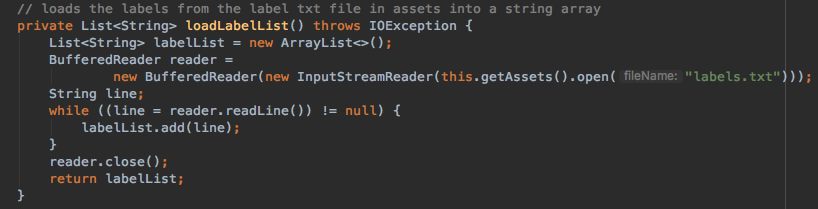 // loads the labels from the label txt file in assets into a string array
private List<String> loadLabelList() throws IOException {
    List<String> labelList = new ArrayList<>();
    BufferedReader reader =
            new BufferedReader(new InputStreamReader(this.getAssets().open( fileName: "labels.txt")));
    String line;
    while ((line = reader.readLine()) != null) {
        labelList.add(line);
    }
    reader.close();
    return labelList;
}